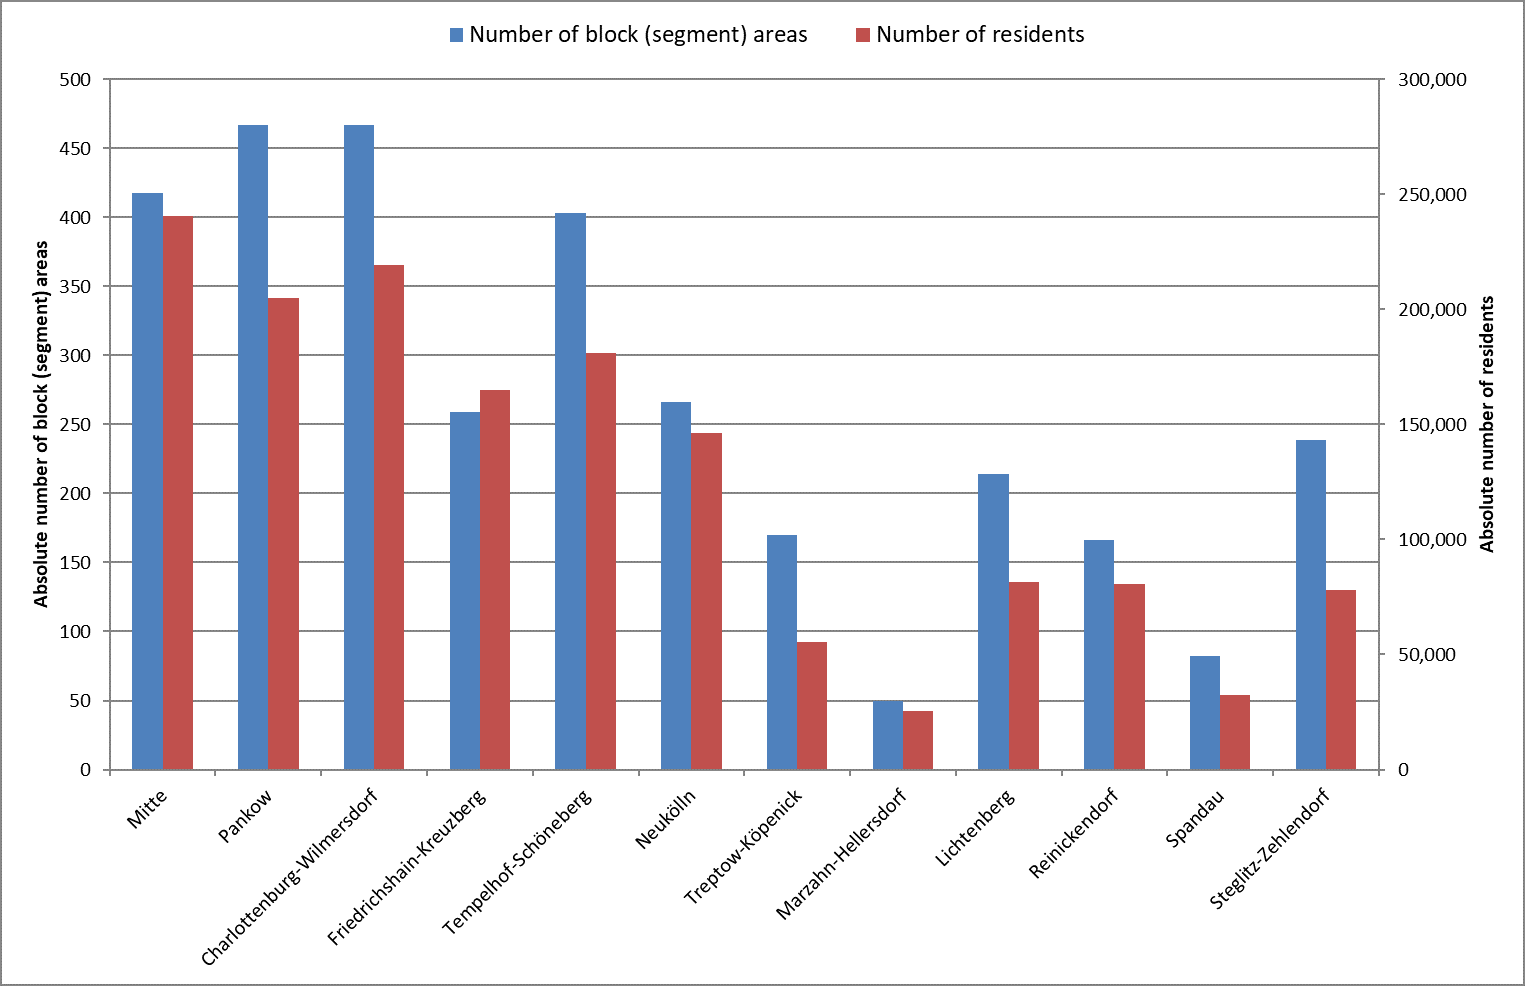 Number of block (segment) areas
Number of residents
500
450
400
350
300
250
200
150
100
50
0
Absolute number of block (segment) areas
300,000
250,000
200,000
150,000
100,000
50,000
0
Absolute number of residents
Mitte
Pankow
Charlottenburg-Wilmersdorf
Friedrichshain-Kreuzberg
Tempelhof-Schöneberg
Neukölln
Treptow-Köpenick
Marzahn-Hellersdorf
Lichtenberg
Reinickendorf
Spandau
Steglitz-Zehlendorf